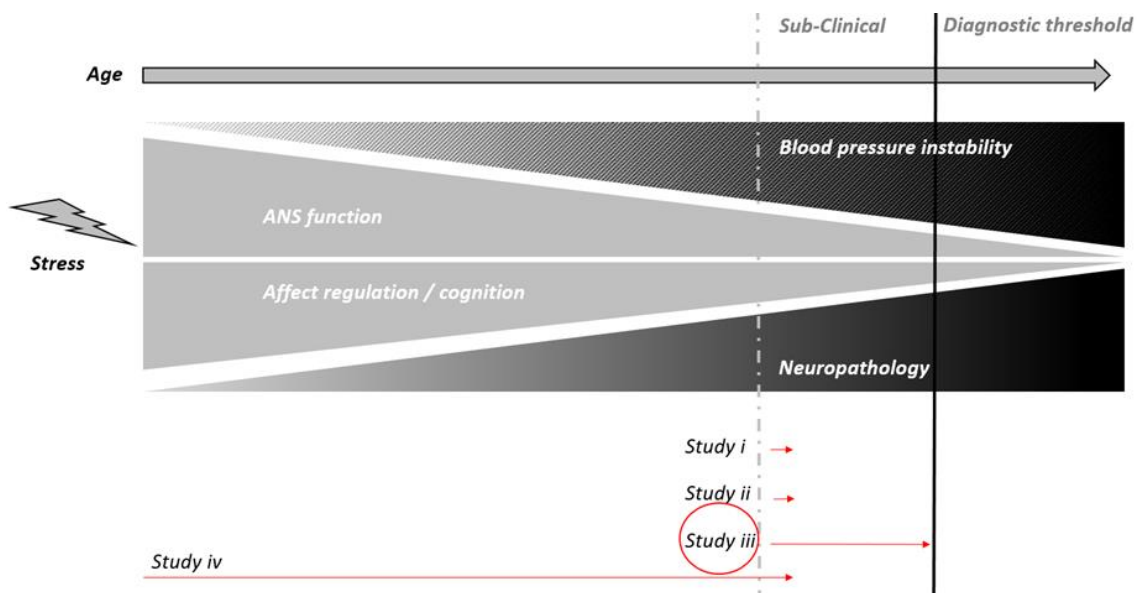 Sub-Clinical
Diagnostic threshold
Age
Blood pressure instability
ANS function
Stress
Affect regulation / cognition
Neuropathology
Study i
Study ii
Study iii
Study iv